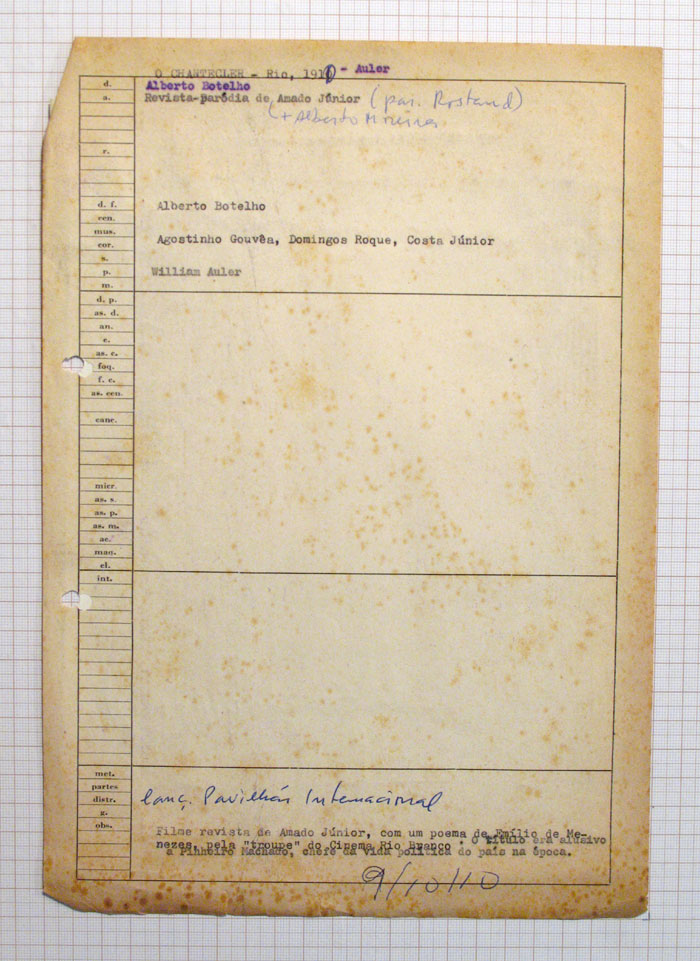 O CHANTECLER - Rio, 1910 - Auler
d. Alberto Botelho
a. Revista-paródia de Amado Júnior (par. Rostand)
(+ Alberto Moreira
r.
d. f. Alberto Botelho
cen.
mus.
cor. Agostinho Gouvêa, Domingos Roque, Costa Júnior
s.
p. William Auler
m.
d. p.
as. d.
an.
c.
as. c.
foq.
f. c.
as. cen.
canc.
micr.
as. s.
as. p.
as. m.
ac.
maq.
el.
int.
met.
partes
distr. lanç. Pavilhão Internacional
g.
obs. Filme revista de Amado Júnior, com um poema de Emílio de Me-
nezes, pela "troupe" do Cinema Rio Branco. O título era alusivo
a Pinheiro Machado, chefe da vida política do país na época.
9/10/10